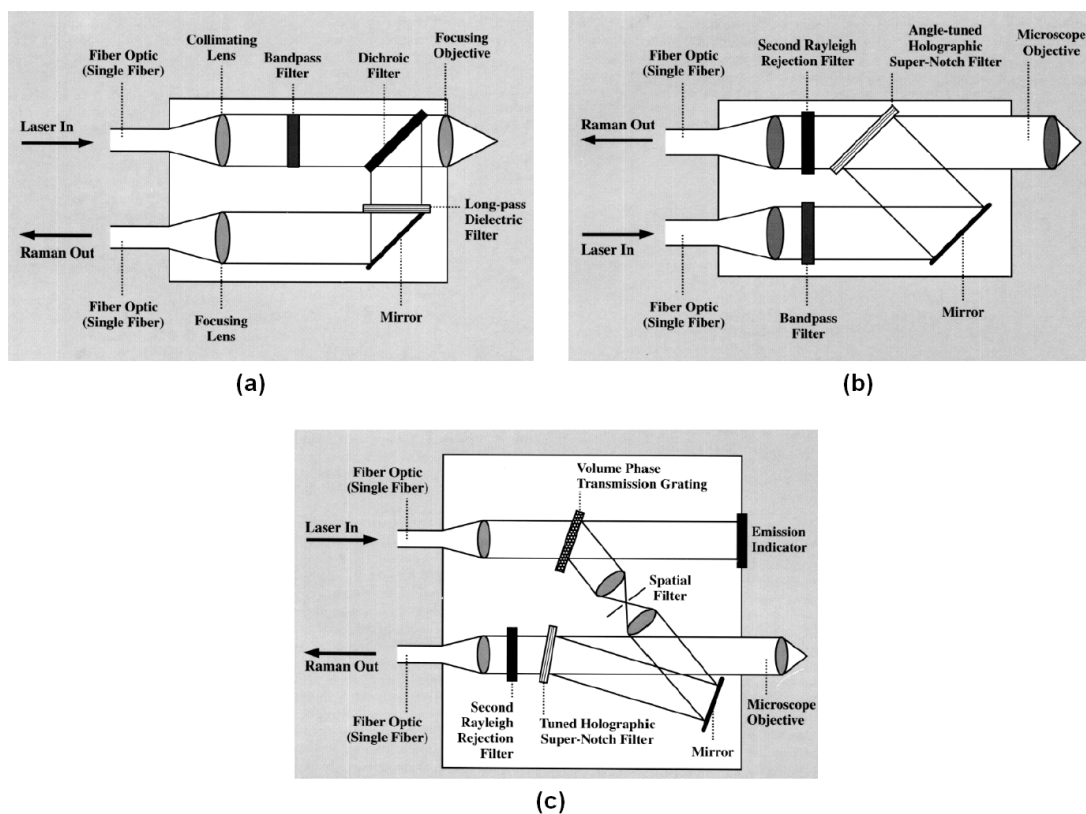 Fiber Optic
(Single Fiber)
Collimating
Lens
Bandpass
Filter
Dichroic
Filter
Focusing
Objective
Laser In
Long-pass
Dielectric
Filter
Raman Out
Fiber Optic
(Single Fiber)
Focusing
Lens
Mirror
(a)
Fiber Optic
(Single Fiber)
Second Rayleigh
Rejection Filter
Angle-tuned
Holographic
Super-Notch Filter
Microscope
Objective
Raman Out
Laser In
Fiber Optic
(Single Fiber)
Bandpass
Filter
Mirror
(b)
Fiber Optic
(Single Fiber)
Volume Phase
Transmission Grating
Laser In
Emission
Indicator
Spatial
Filter
Raman Out
Fiber Optic
(Single Fiber)
Second
Rayleigh
Rejection
Filter
Tuned Holographic
Super-Notch Filter
Mirror
Microscope
Objective
(c)